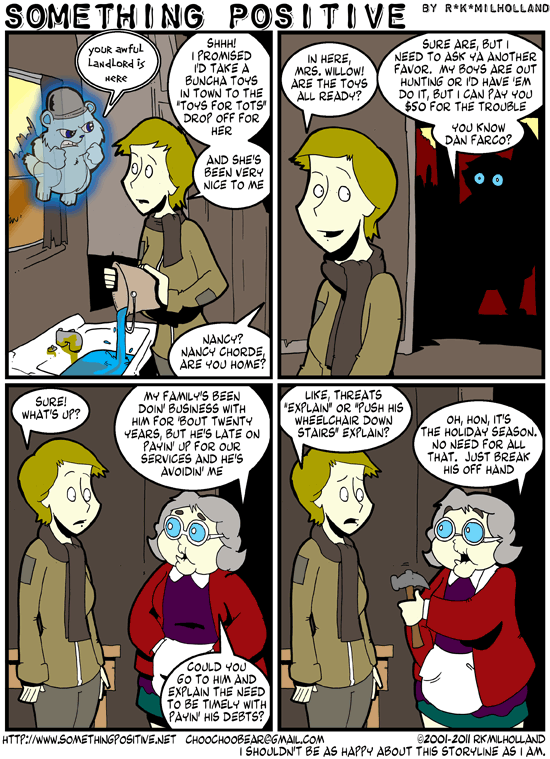 SOMETHING POSITIVE BY R*K*MILHOLLAND
YOUR AWFUL
LANDLORD IS
HERE
SHHH!
I PROMISED
I'D TAKE A
BUNCHA TOYS
IN TOWN TO THE
"TOYS FOR TOTS"
DROP OFF FOR
HER
AND SHE'S
BEEN VERY
NICE TO ME
NANCY?
NANCY CHORDE,
ARE YOU HOME?
IN HERE,
MRS. WILLOW!
ARE THE TOYS
ALL READY?
SURE ARE, BUT I
NEED TO ASK YA ANOTHER
FAVOR. MY BOYS ARE OUT
HUNTING OR I'D HAVE 'EM
DO IT, BUT I CAN PAY YOU
$50 FOR THE TROUBLE
YOU KNOW
DAN FARCO?
SURE!
WHAT'S UP?
MY FAMILY'S BEEN
DOIN' BUSINESS WITH
HIM FOR 'BOUT TWENTY
YEARS, BUT HE'S LATE ON
PAYIN' UP FOR OUR
SERVICES AND HE'S
AVOIDIN' ME
COULD YOU
GO TO HIM AND
EXPLAIN THE NEED
TO BE TIMELY WITH
PAYIN' HIS DEBTS?
LIKE, THREATS
"EXPLAIN" OR "PUSH HIS
WHEELCHAIR DOWN
STAIRS" EXPLAIN?
OH, HON, IT'S
THE HOLIDAY SEASON.
NO NEED FOR ALL
THAT. JUST BREAK
HIS OFF HAND
HTTP://WWW.SOMETHINGPOSITIVE.NET CHOOCHOOBEAR@GMAIL.COM ©2001-2011 RKMILHOLLAND
I SHOULDN'T BE AS HAPPY ABOUT THIS STORYLINE AS I AM.